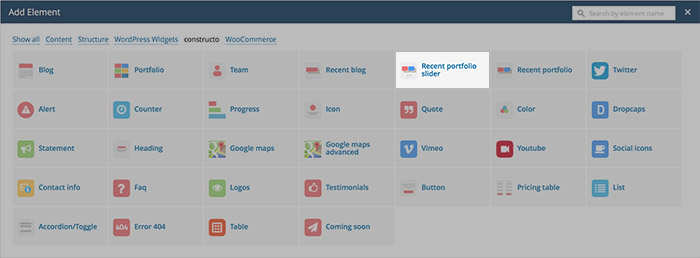 Add Element
Search by element name
Show all Content Structure WordPress Widgets constructo WooCommerce
Blog Portfolio Team Recent blog Recent portfolio slider Recent portfolio Twitter
Alert Counter Progress Icon Quote Color Dropcaps
Statement Heading Google maps Google maps advanced Vimeo Youtube Social icons
Contact info Faq Logos Testimonials Button Pricing table List
Accordion/Toggle 404 Error 404 Table Coming soon